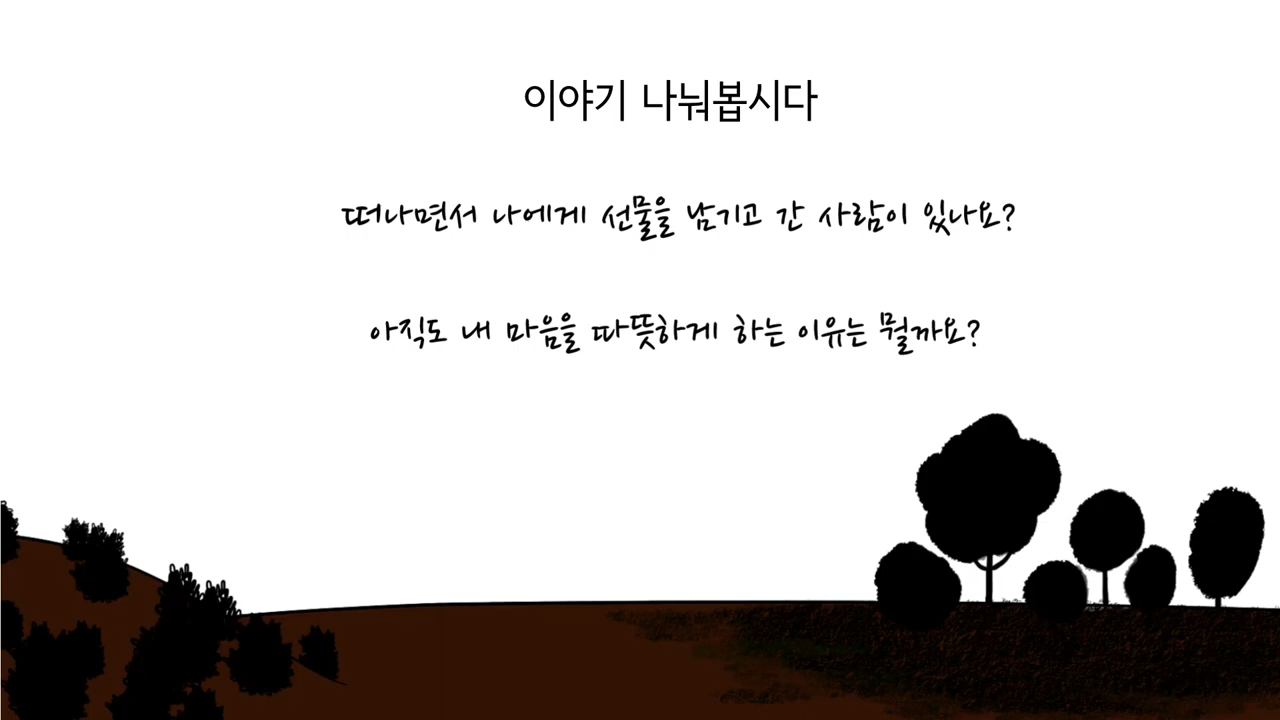 이야기 나눠봅시다
떠나면서 나에게 선물을 남기고 간 사람이 있나요?
아직도 내 마음을 따뜻하게 하는 이유는 뭘까요?